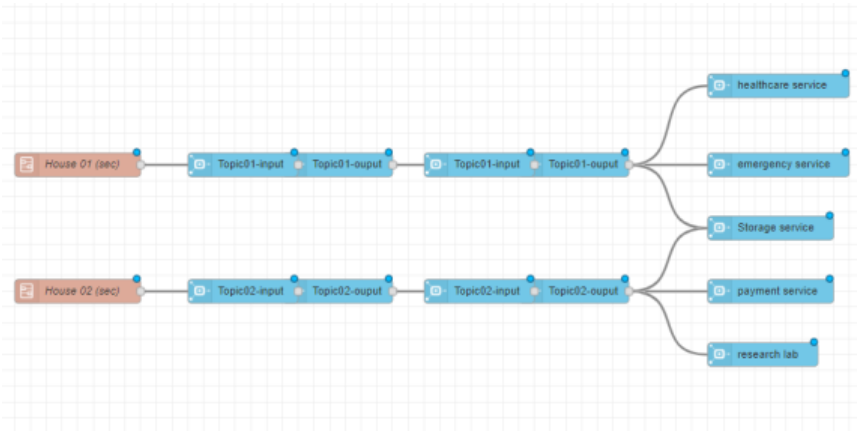 healthcare service
House 01 (sec)
Topic01-input
Topic01-ouput
Topic01-input
Topic01-ouput
emergency service
Storage service
House 02 (sec)
Topic02-input
Topic02-ouput
Topic02-input
Topic02-ouput
payment service
research lab